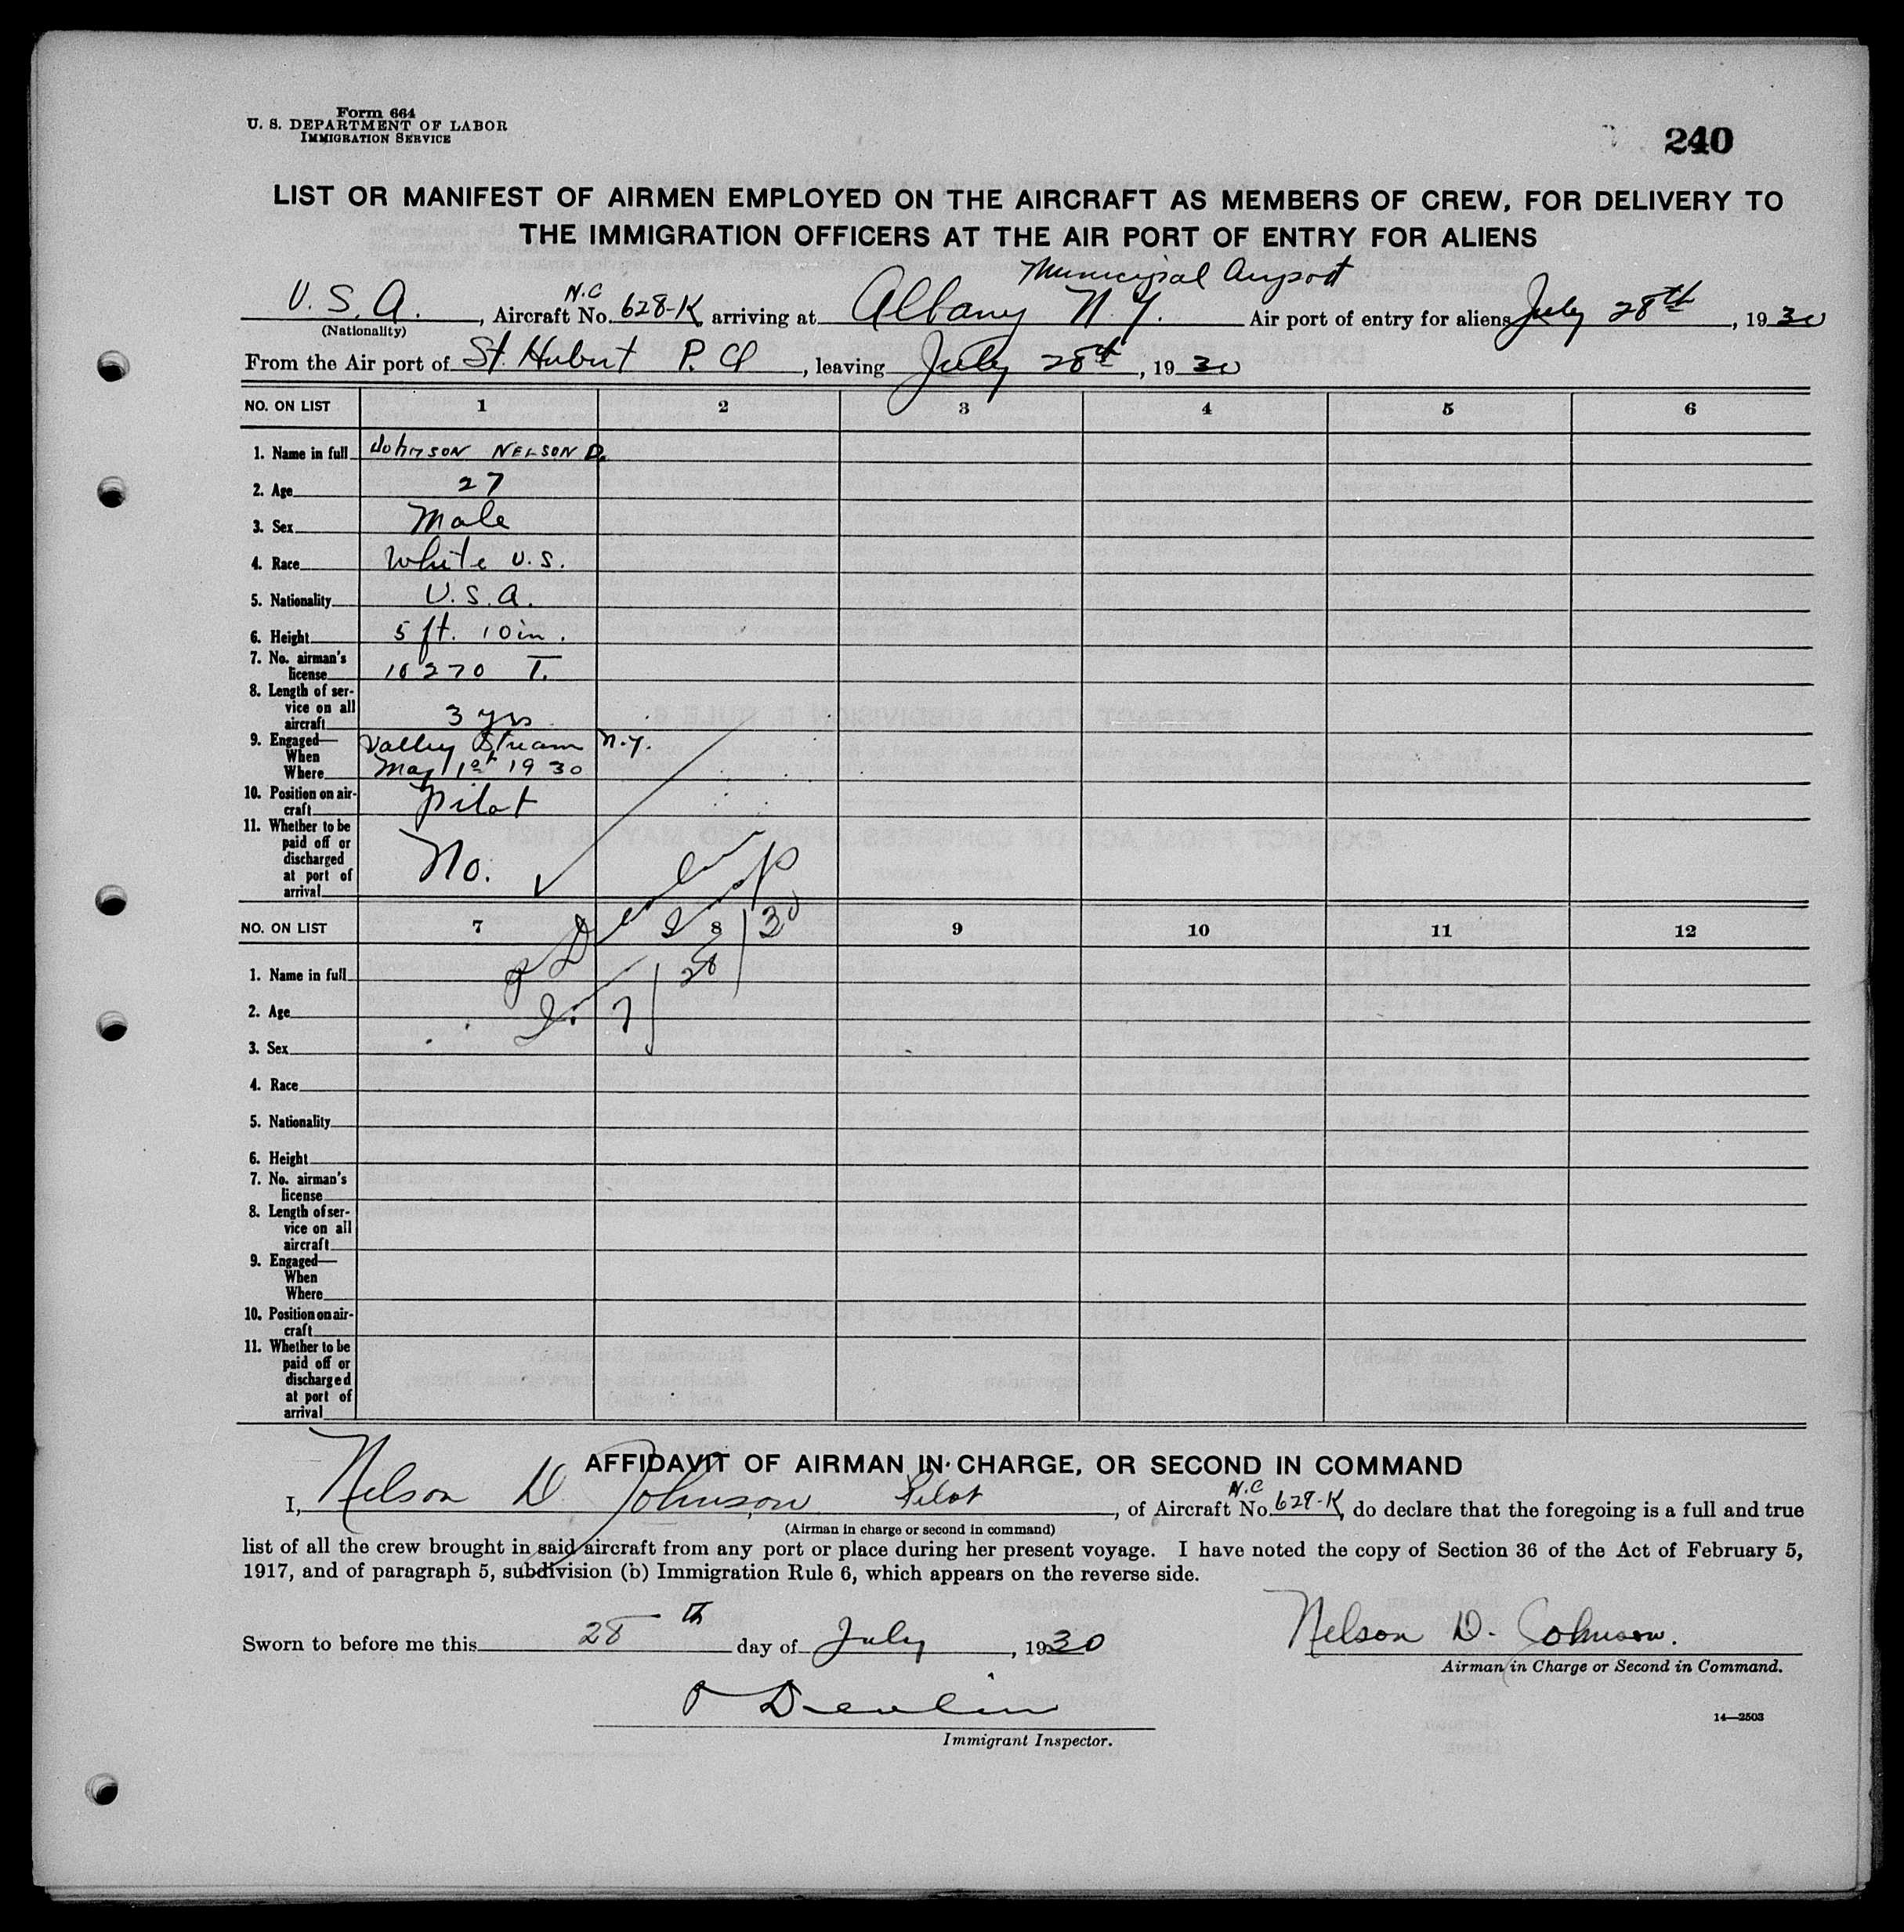 Form 664
U. S. DEPARTMENT OF LABOR
IMMIGRATION SERVICE
240
LIST OR MANIFEST OF AIRMEN EMPLOYED ON THE AIRCRAFT AS MEMBERS OF CREW, FOR DELIVERY TO
THE IMMIGRATION OFFICERS AT THE AIR PORT OF ENTRY FOR ALIENS
Municipal Airport
U.S.A., Aircraft No. N.C 628-K, arriving at Albany N.Y. Air port of entry for aliens July 28th, 1930
(Nationality)
From the Air port of St. Hubert P. Q, leaving July 28th, 1930
NO. ON LIST 1 2 3 4 5 6
1. Name in full Johnson Nelson D.
2. Age 27
3. Sex Male
4. Race White U.S.
5. Nationality U.S.A.
6. Height 5 ft. 10 in.
7. No. airman's
license 10270 T.
8. Length of ser-
vice on all
aircraft 3 yrs.
9. Engaged— Valley Stream N.Y.
When
Where May 1st 1930
10. Position on air-
craft Pilot
11. Whether to be
paid off or
discharged
at port of
arrival No.
Devlin
7/28/30
NO. ON LIST 7 8 9 10 11 12
1. Name in full
2. Age
3. Sex
4. Race
5. Nationality
6. Height
7. No. airman's
license
8. Length of ser-
vice on all
aircraft
9. Engaged—
When
Where
10. Position on air-
craft
11. Whether to be
paid off or
discharged
at port of
arrival
AFFIDAVIT OF AIRMAN IN CHARGE, OR SECOND IN COMMAND
I, Nelson D. Johnson, Pilot, of Aircraft No. N.C 629-K, do declare that the foregoing is a full and true
(Airman in charge or second in command)
list of all the crew brought in said aircraft from any port or place during her present voyage. I have noted the copy of Section 36 of the Act of February 5,
1917, and of paragraph 5, subdivision (b) Immigration Rule 6, which appears on the reverse side.
Sworn to before me this 28th day of July, 1930
Nelson D. Johnson.
Airman in Charge or Second in Command.
Devlin
Immigrant Inspector.
14—2503